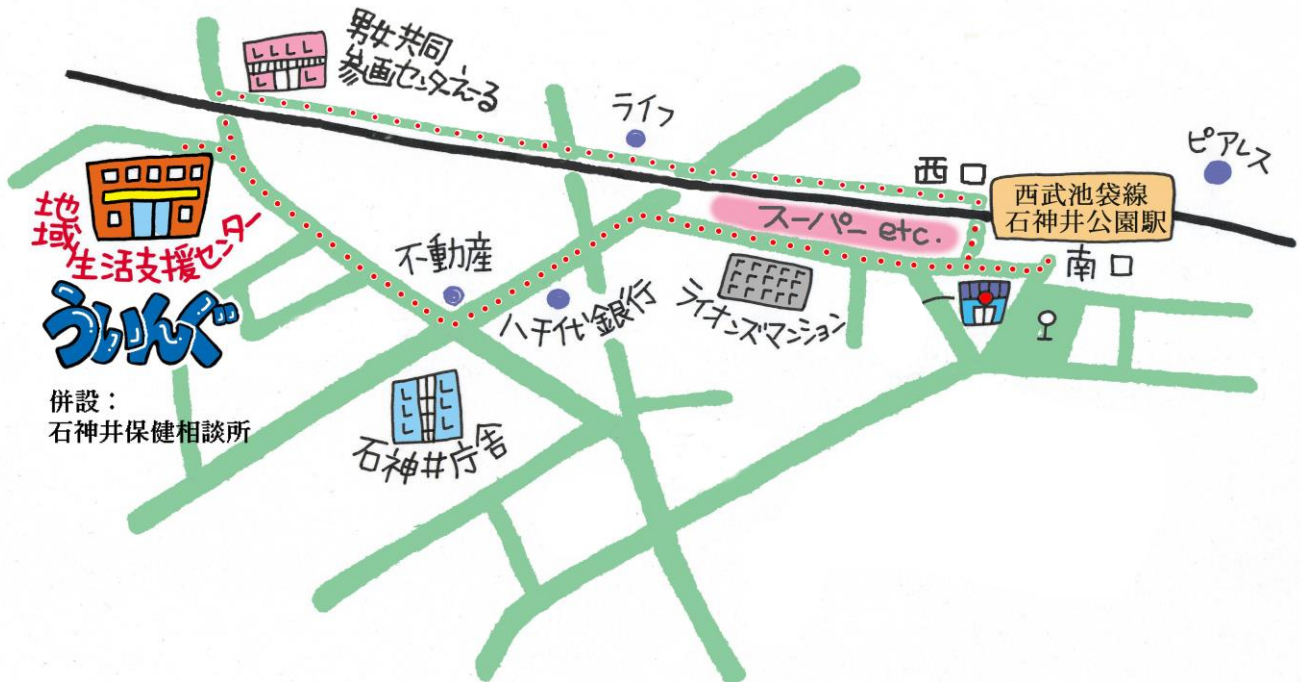 男女共同
参画センターえーる
ライフ
ピアレス
西口
西武池袋線
石神井公園駅
スーパー etc.
南口
地域
生活支援センター
ういんぐ
不動産
八千代銀行
ライオンズマンション
併設：
石神井保健相談所
石神井庁舎